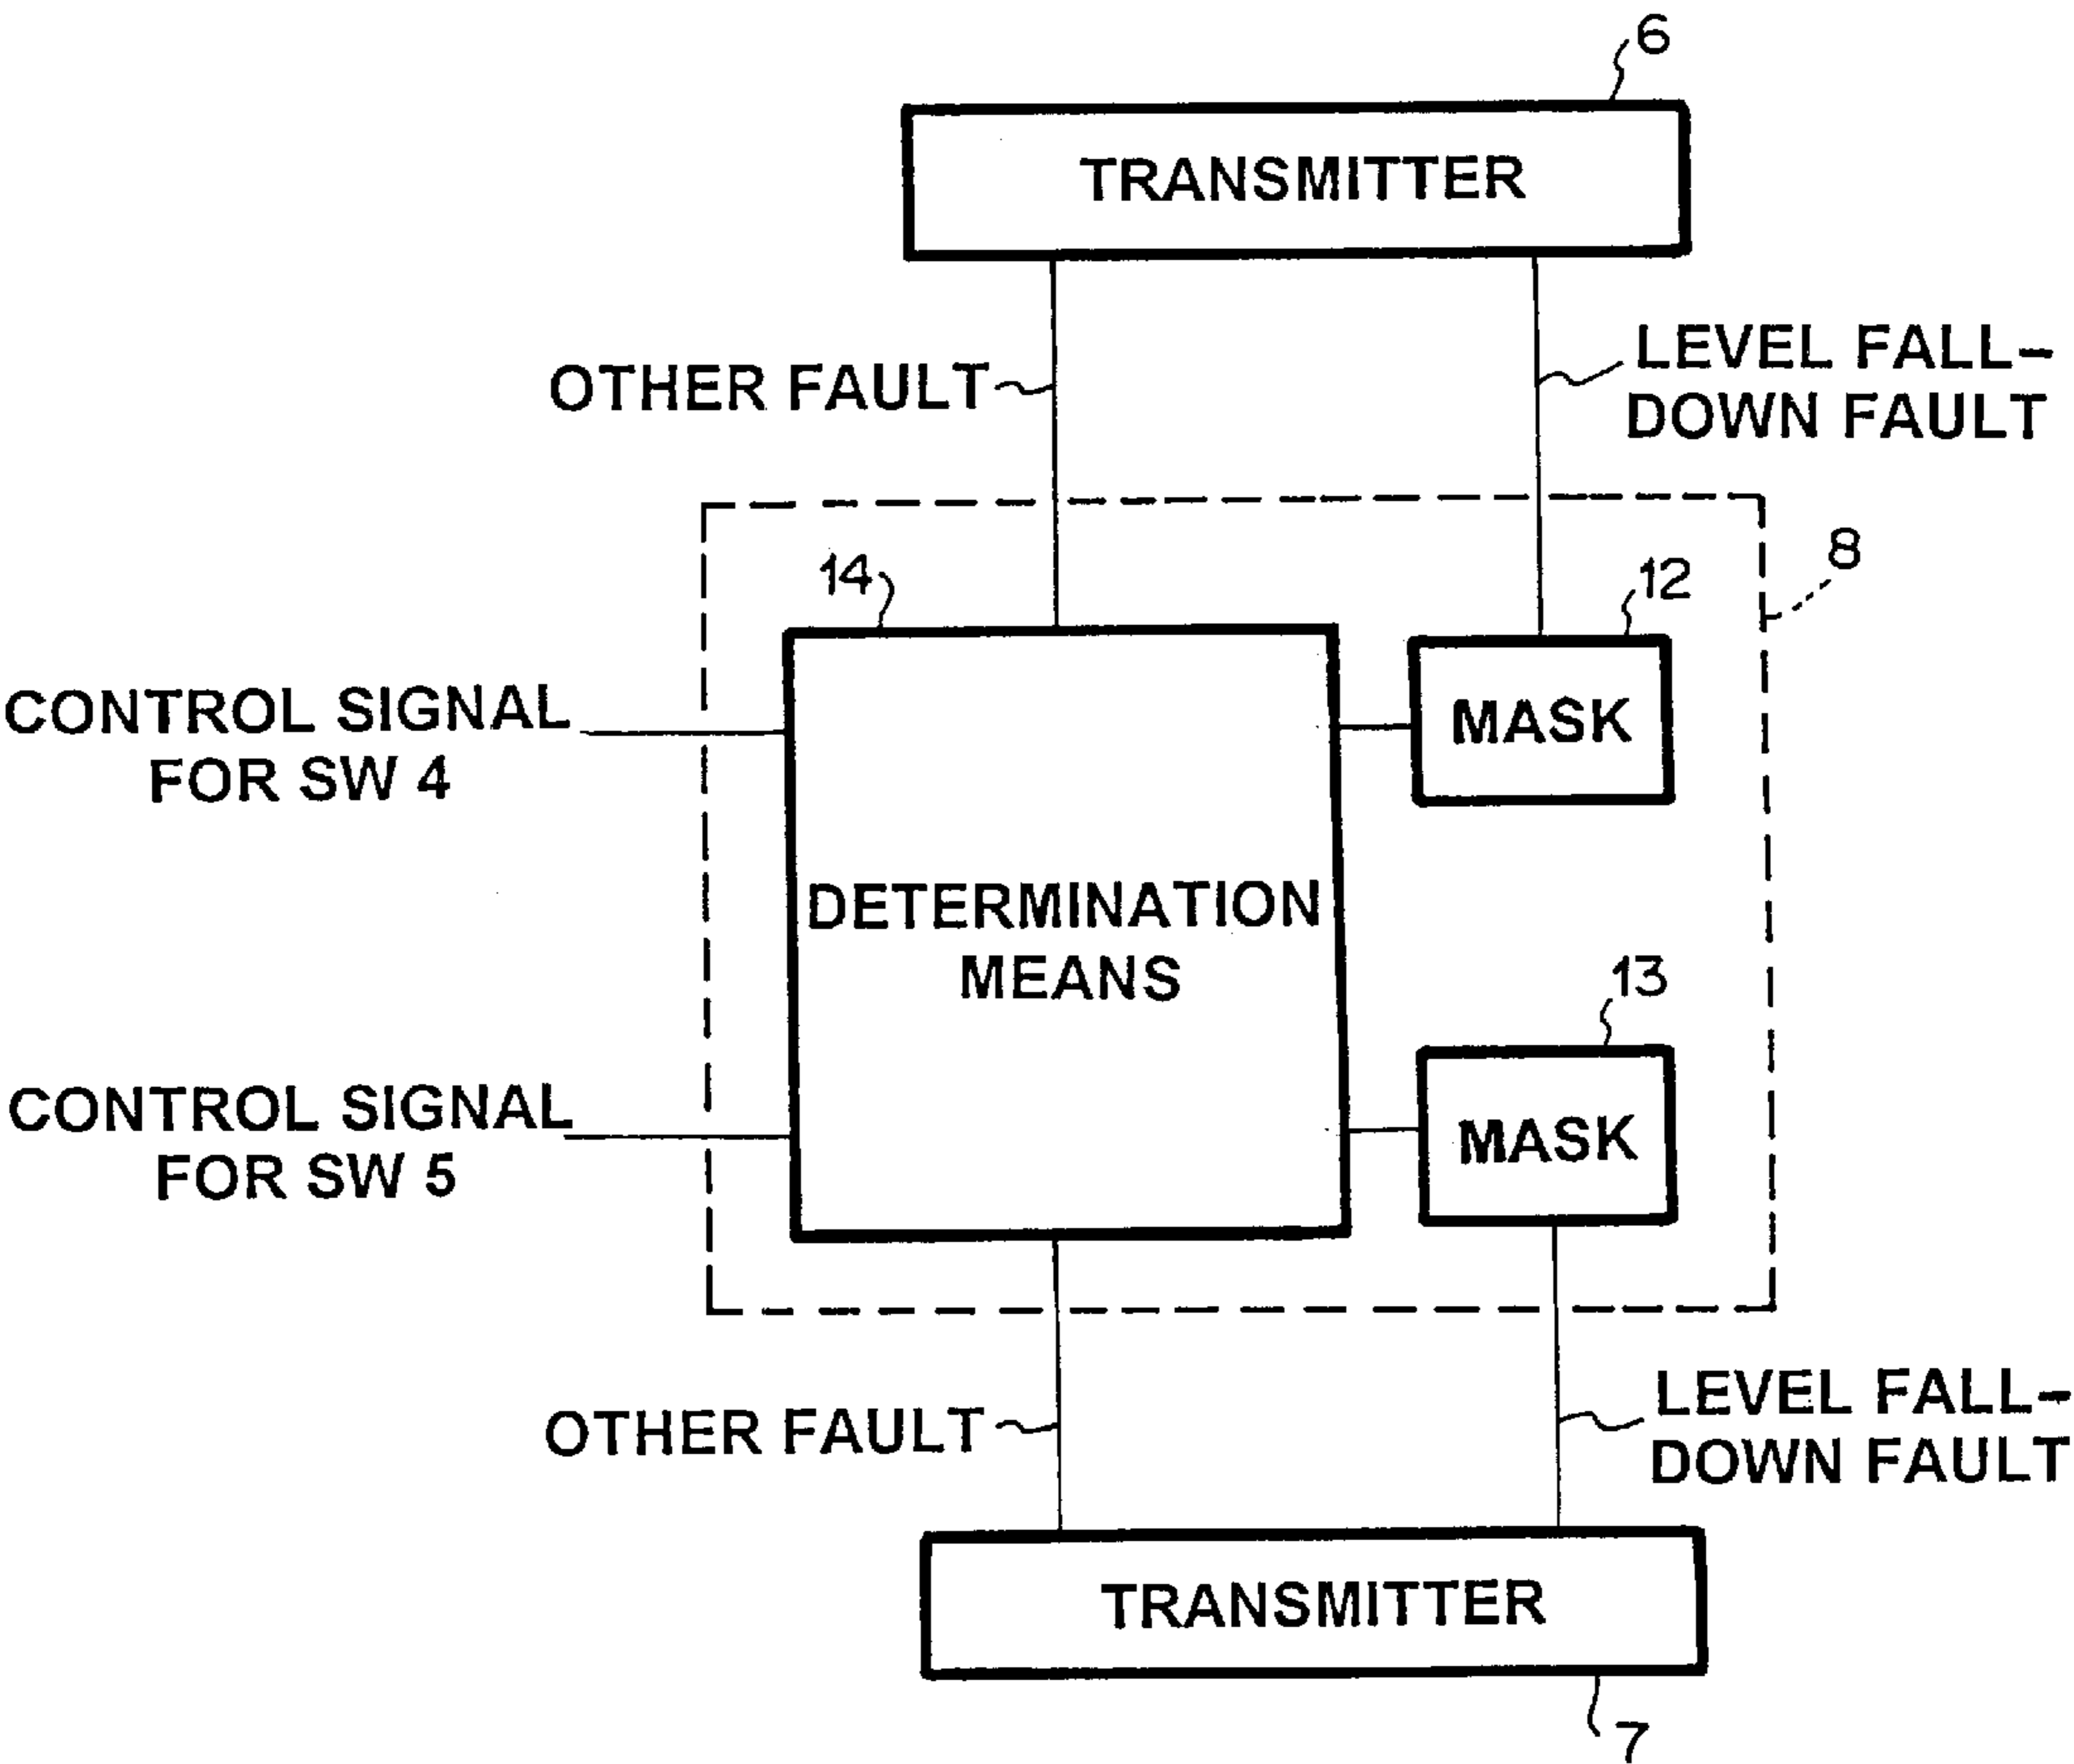 6
TRANSMITTER
OTHER FAULT
LEVEL FALL-
DOWN FAULT
8
14
12
CONTROL SIGNAL
FOR SW 4
MASK
DETERMINATION
MEANS
13
CONTROL SIGNAL
FOR SW 5
MASK
OTHER FAULT
LEVEL FALL-
DOWN FAULT
TRANSMITTER
7